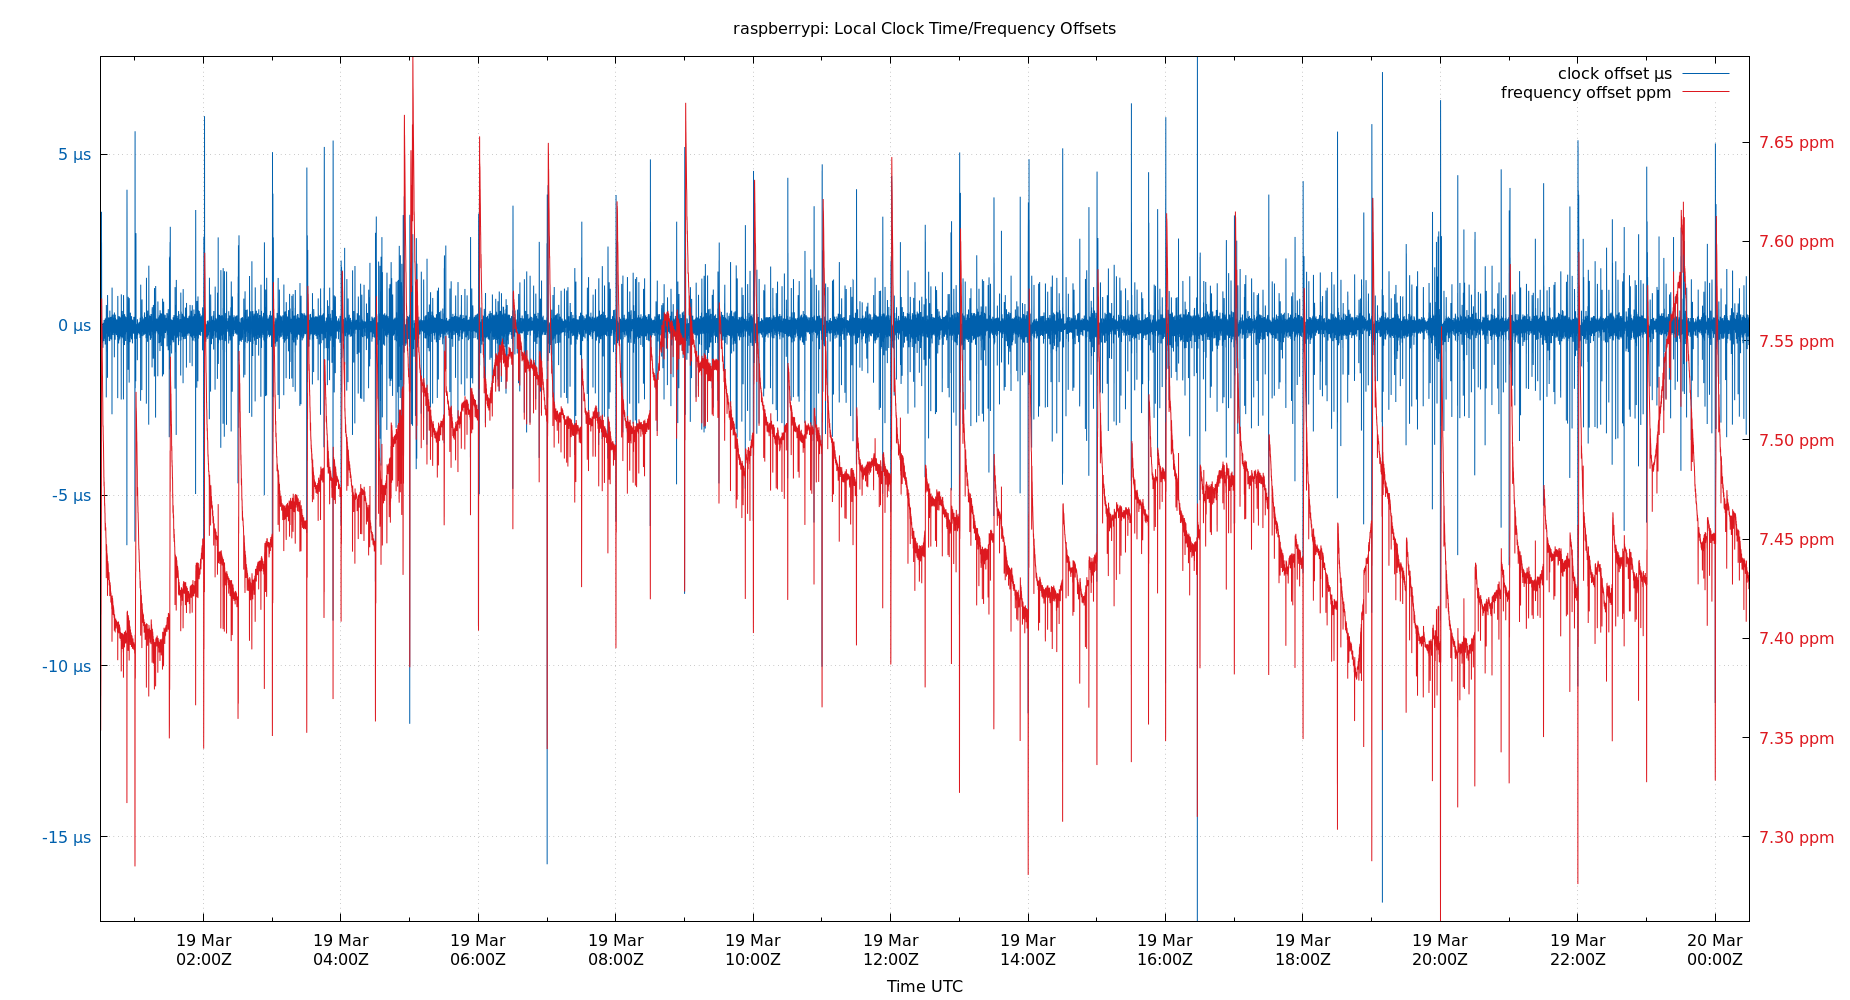 raspberrypi: Local Clock Time/Frequency Offsets
clock offset µs
frequency offset ppm
5 µs
0 µs
-5 µs
-10 µs
-15 µs
7.65 ppm
7.60 ppm
7.55 ppm
7.50 ppm
7.45 ppm
7.40 ppm
7.35 ppm
7.30 ppm
19 Mar 19 Mar 19 Mar 19 Mar 19 Mar 19 Mar 19 Mar 19 Mar 19 Mar 19 Mar 19 Mar 20 Mar
02:00Z 04:00Z 06:00Z 08:00Z 10:00Z 12:00Z 14:00Z 16:00Z 18:00Z 20:00Z 22:00Z 00:00Z
Time UTC